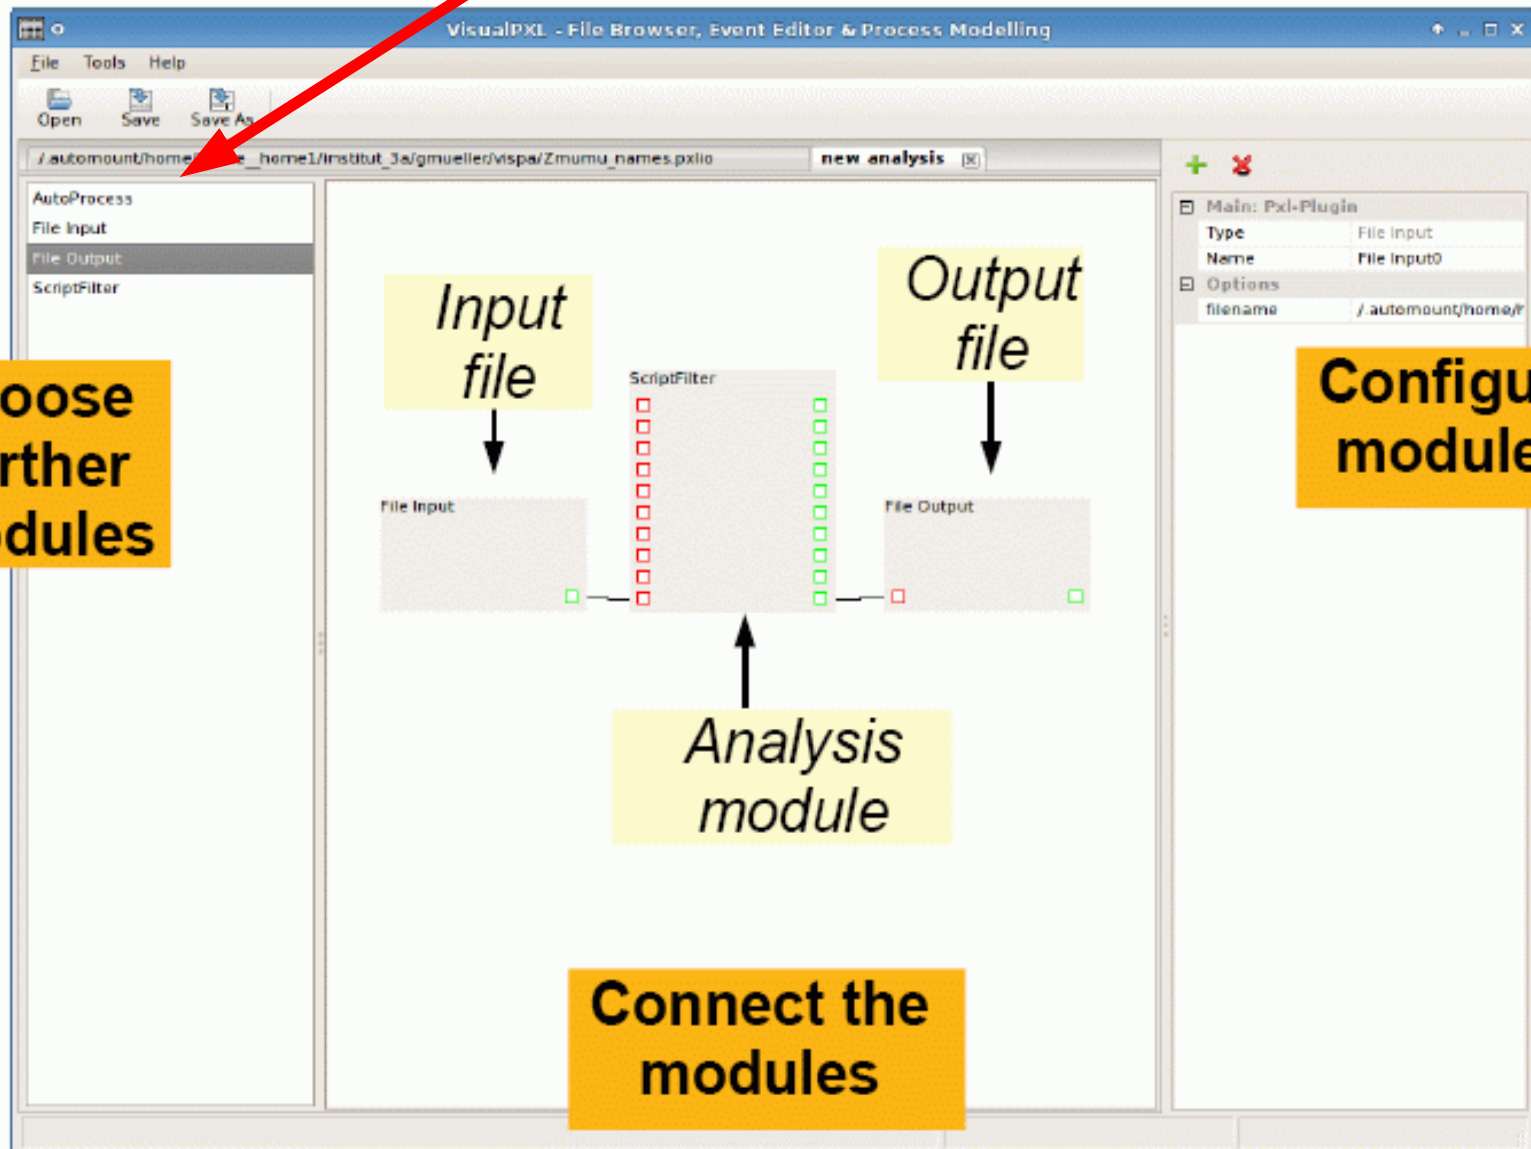 VisualPXL - File Browser, Event Editor & Process Modelling
File Tools Help
Open Save Save As
/.automount/home/ _home1/institut_3a/gmueller/vispa/Zmumu_names.pxlio new analysis
AutoProcess
File Input
File Output
ScriptFilter
Main: Pxl-Plugin
Type File Input
Name File Input0
Options
filename /.automount/home/r
oose
rther
dules
Input
file
Output
file
Configu
module
ScriptFilter
File Input
File Output
Analysis
module
Connect the
modules